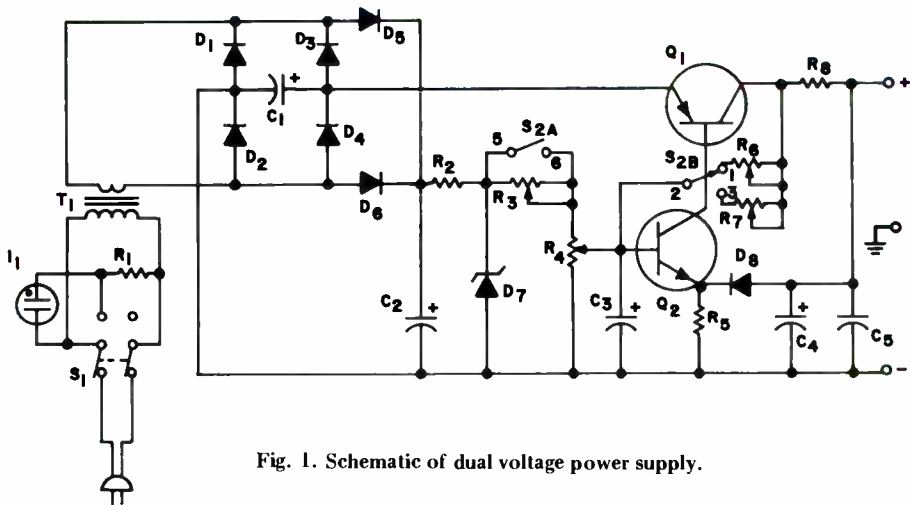 D1
D3
D5
Q1
R8
+
+
C1
D2
D4
S2A
5
6
R2
S2B
R6
1
2
3
R7
D6
R3
T1
R4
I1
R1
D8
C2
+
D7
C3
+
Q2
R5
+
C4
C5
S1
-
Fig. 1. Schematic of dual voltage power supply.